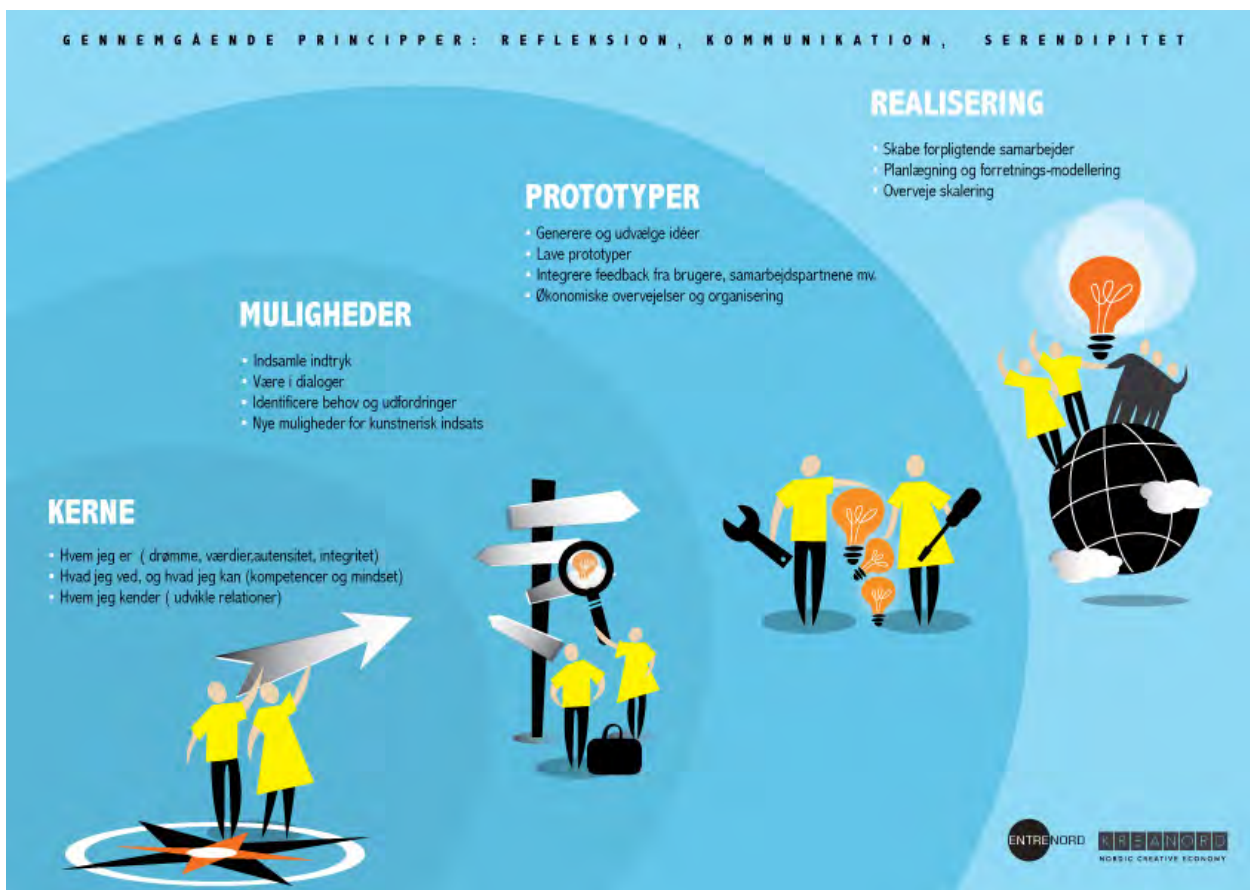 GENNEMGÅENDE PRINCIPPER: REFLEKSION, KOMMUNIKATION, SERENDIPITET
REALISERING
• Skabe forpligtende samarbejder
• Planlægning og forretnings-modellering
• Overveje skalering
PROTOTYPER
• Generere og udvælge idéer
• Lave prototyper
• Integrere feedback fra brugere, samarbejdspartnene mv.
• Økonomiske overvejelser og organisering
MULIGHEDER
• Indsamle indtryk
• Være i dialoger
• Identificere behov og udfordringer
• Nye muligheder for kunstnerisk indsats
KERNE
• Hvem jeg er ( drømme, værdier,autensitet, integritet)
• Hvad jeg ved, og hvad jeg kan (kompetencer og mindset)
• Hvem jeg kender ( udvikle relationer)
ENTRENORD
KREANORD
NORDIC CREATIVE ECONOMY